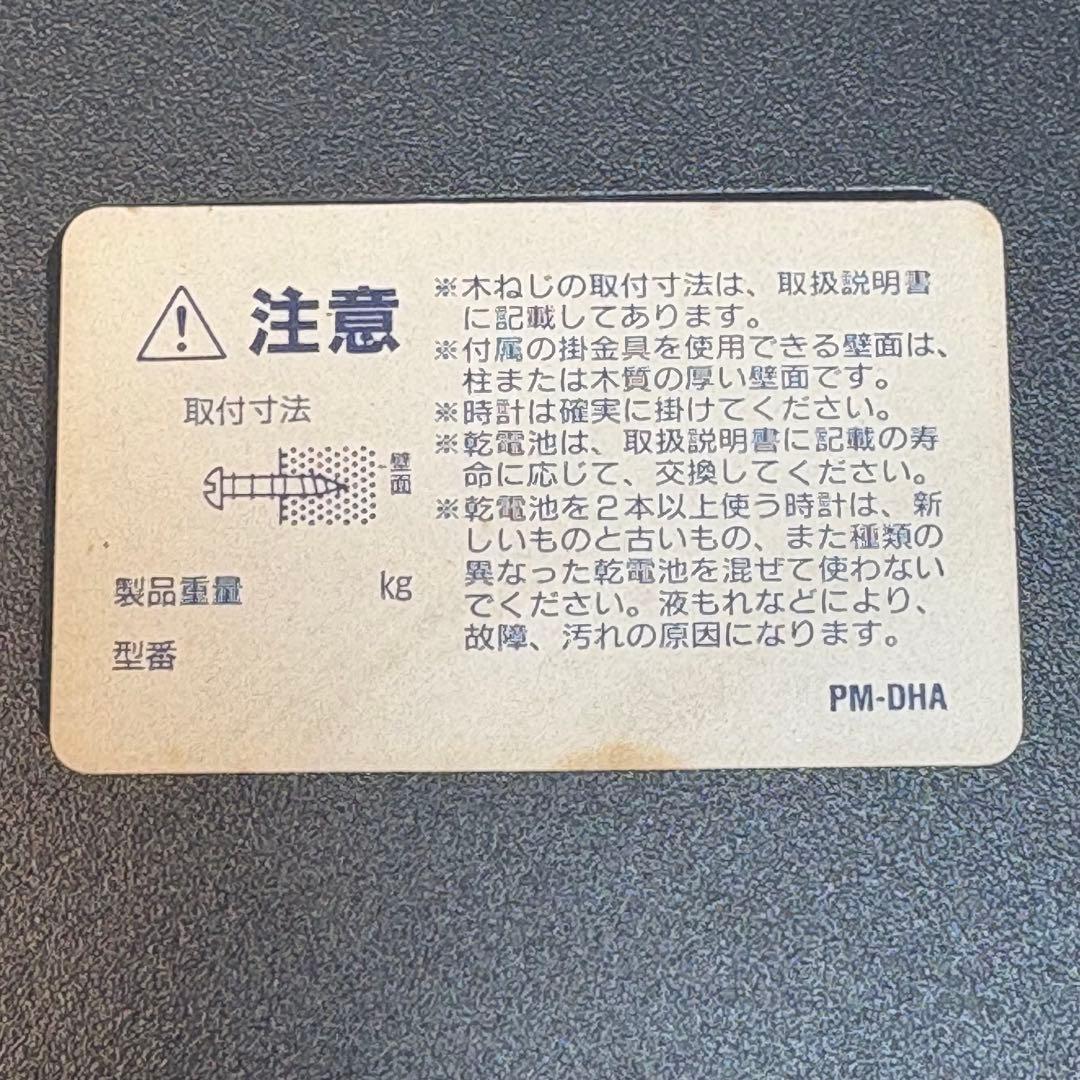 注意
取付寸法
壁面
製品重量 kg
型番
※木ねじの取付寸法は、取扱説明書
に記載してあります。
※付属の掛金具を使用できる壁面は、
柱または木質の厚い壁面です。
※時計は確実に掛けてください。
※乾電池は、取扱説明書に記載の寿
命に応じて、交換してください。
※乾電池を2本以上使う時計は、新
しいものと古いもの、また種類の
異なった乾電池を混ぜて使わない
でください。液もれなどにより、
故障、汚れの原因になります。
PM-DHA